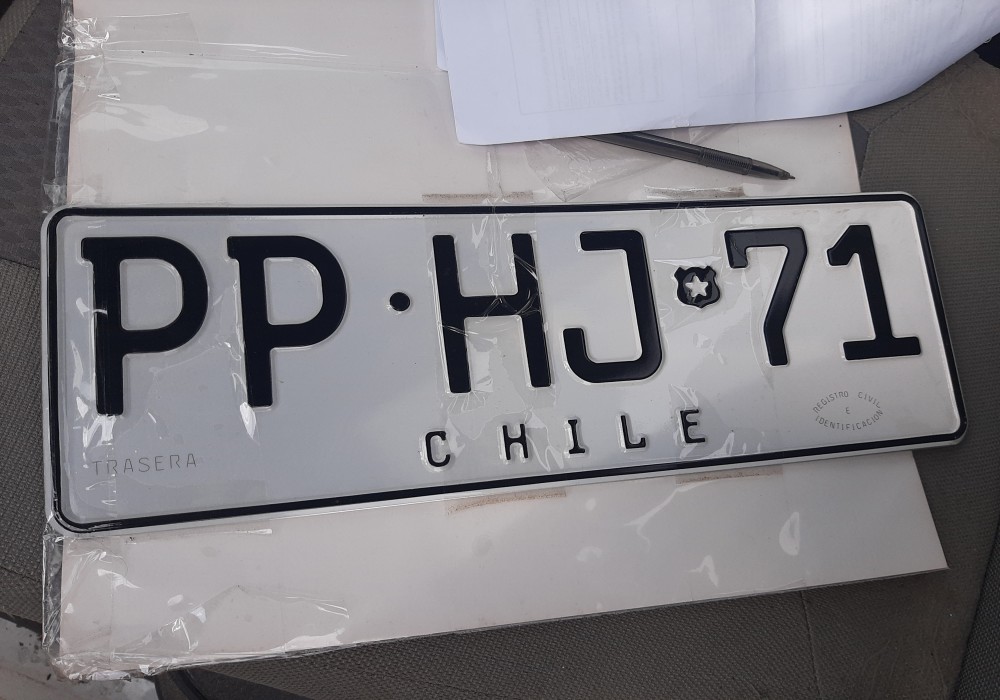 PP·HJ 71
CHILE
TRASERA
REGISTRO CIVIL
E
IDENTIFICACION